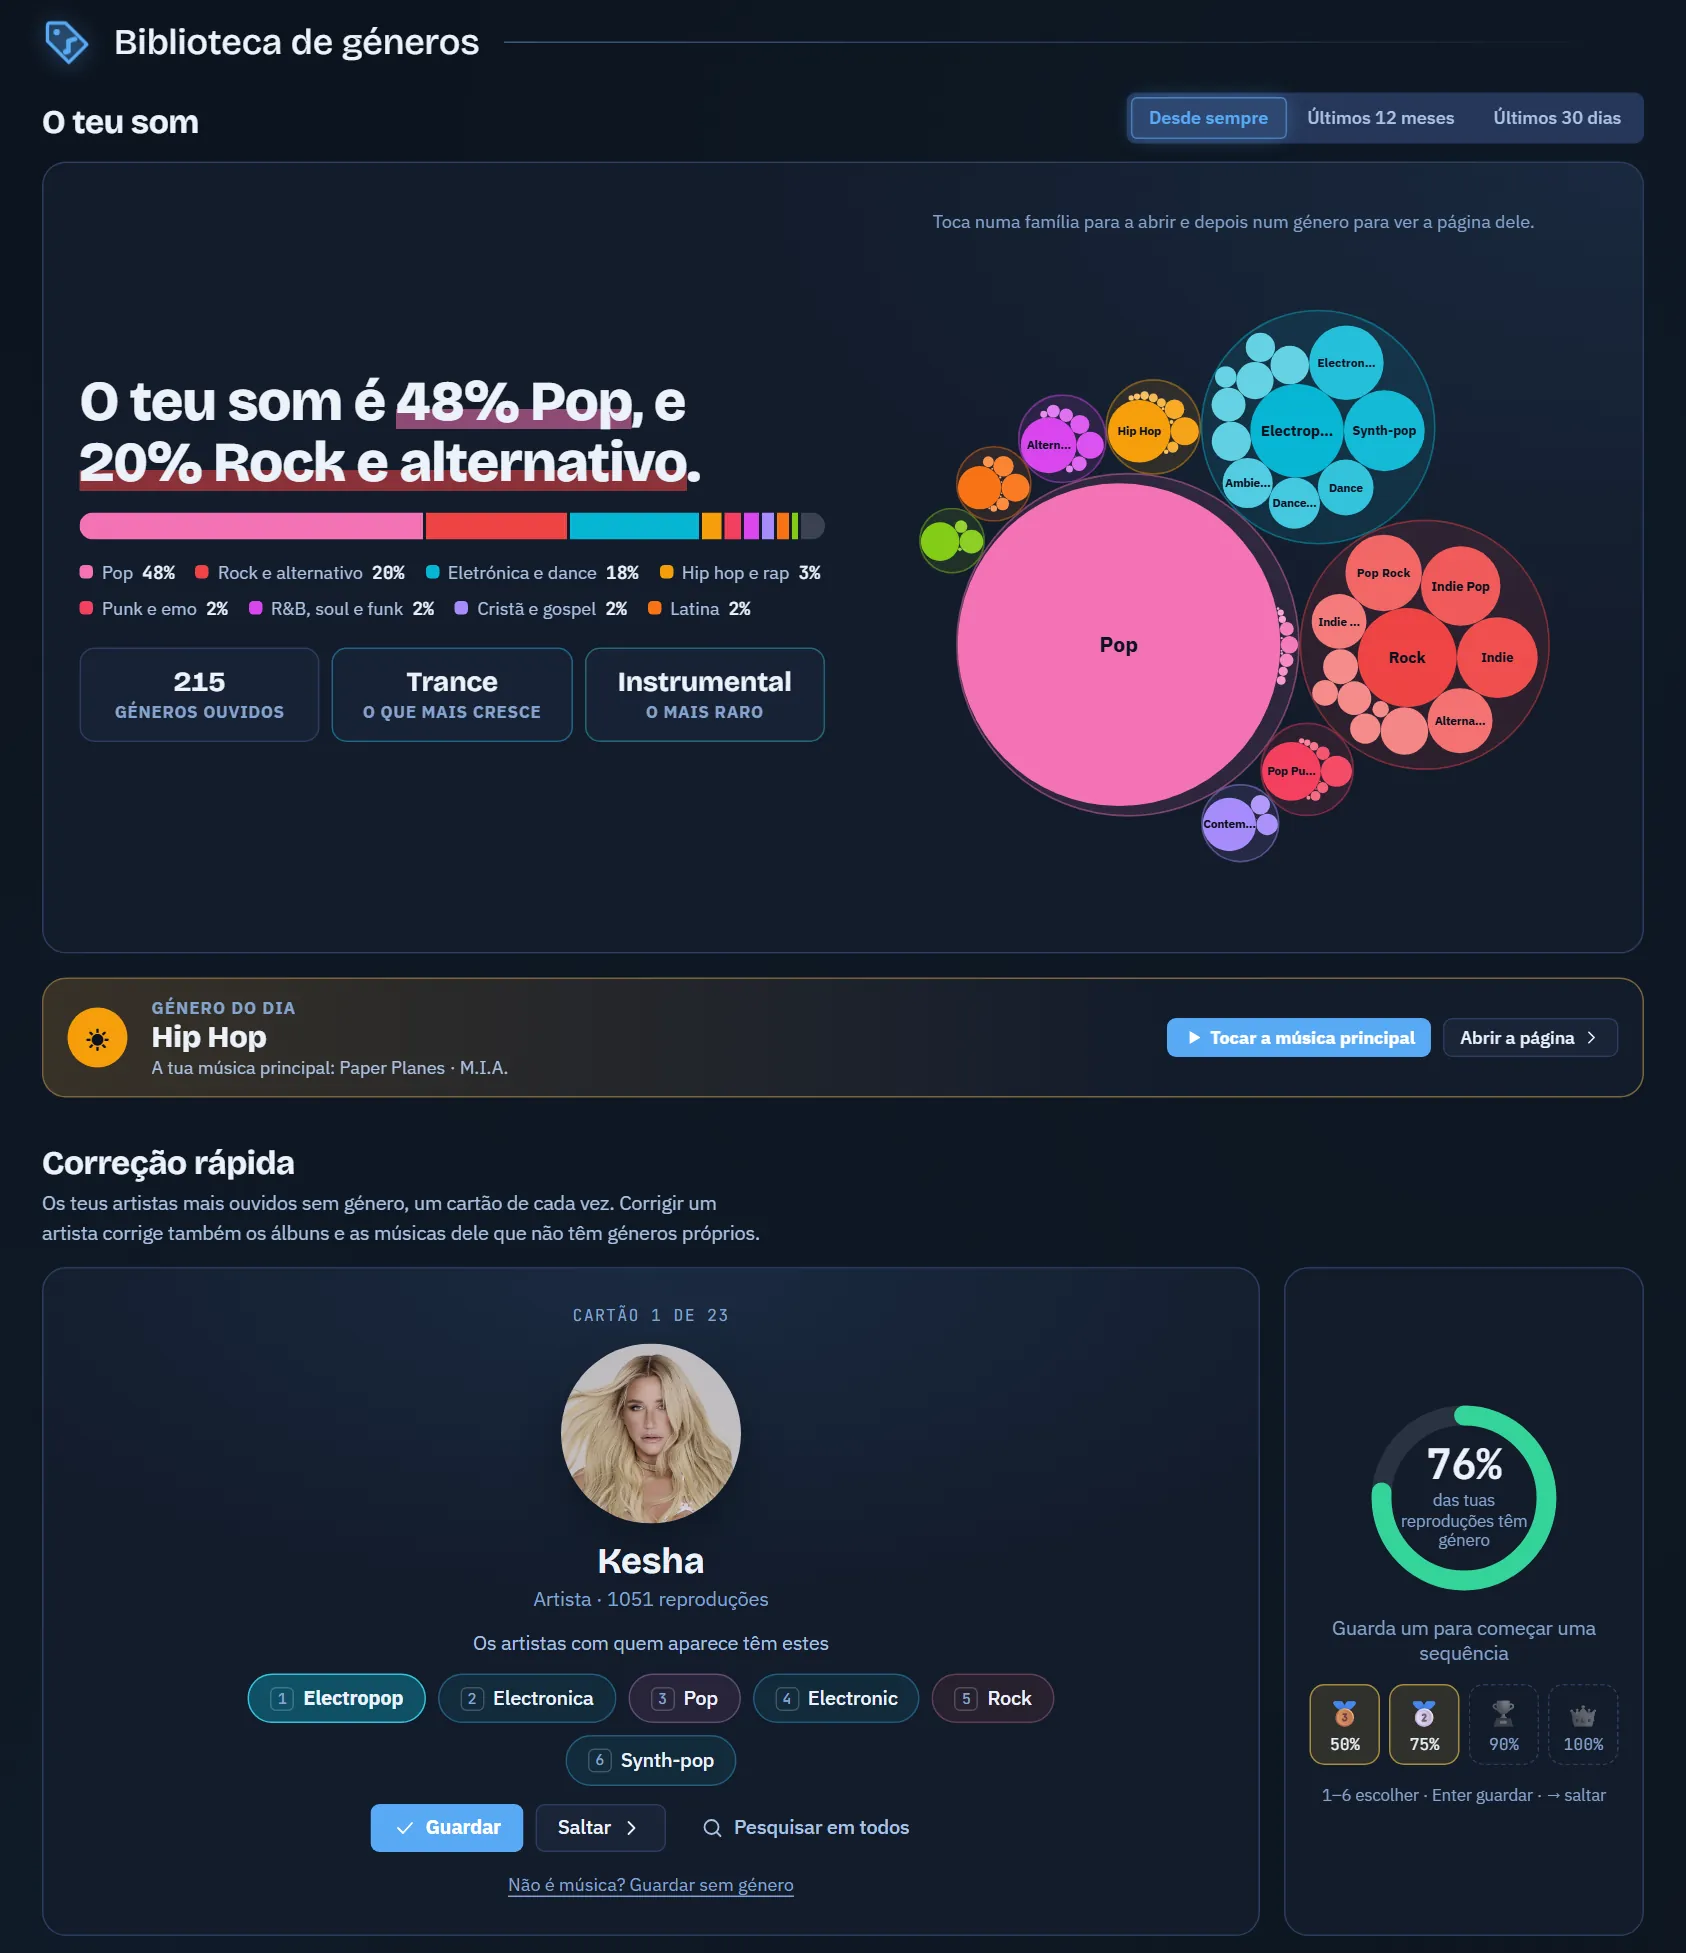 Biblioteca de géneros
O teu som
Desde sempre
Últimos 12 meses
Últimos 30 dias
Toca numa família para a abrir e depois num género para ver a página dele.
O teu som é 48% Pop, e
20% Rock e alternativo.
Pop 48% Rock e alternativo 20% Eletrónica e dance 18% Hip hop e rap 3%
Punk e emo 2% R&B, soul e funk 2% Cristã e gospel 2% Latina 2%
215
GÉNEROS OUVIDOS
Trance
O QUE MAIS CRESCE
Instrumental
O MAIS RARO
Electron...
Electrop...
Synth-pop
Ambie...
Dance...
Dance
Hip Hop
Altern...
Pop
Pop Rock
Indie Pop
Indie ...
Rock
Indie
Alterna...
Pop Pu...
Contem...
GÉNERO DO DIA
Hip Hop
A tua música principal: Paper Planes · M.I.A.
Tocar a música principal
Abrir a página
Correção rápida
Os teus artistas mais ouvidos sem género, um cartão de cada vez. Corrigir um
artista corrige também os álbuns e as músicas dele que não têm géneros próprios.
CARTÃO 1 DE 23
Kesha
Artista · 1051 reproduções
Os artistas com quem aparece têm estes
1 Electropop
2 Electronica
3 Pop
4 Electronic
5 Rock
6 Synth-pop
Guardar
Saltar
Pesquisar em todos
Não é música? Guardar sem género
76%
das tuas
reproduções têm
género
Guarda um para começar uma
sequência
3
50%
2
75%
90%
100%
1–6 escolher · Enter guardar · → saltar